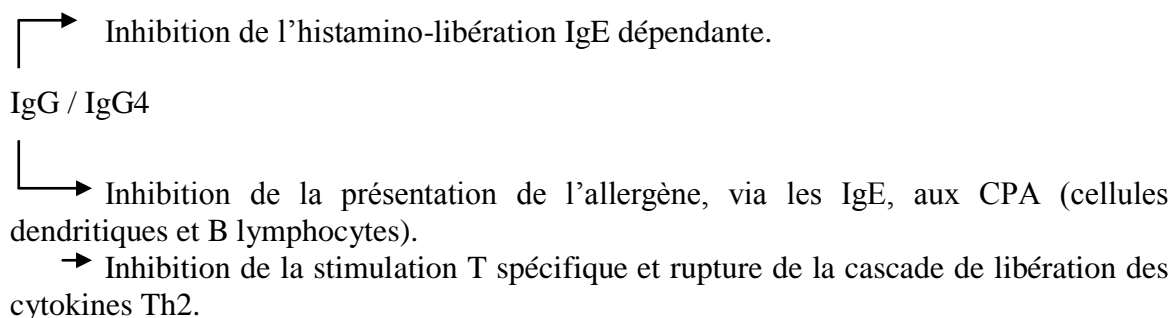 Inhibition de l’histamino-libération IgE dépendante.
IgG / IgG4
Inhibition de la présentation de l’allergène, via les IgE, aux CPA (cellules
dendritiques et B lymphocytes).
Inhibition de la stimulation T spécifique et rupture de la cascade de libération des
cytokines Th2.